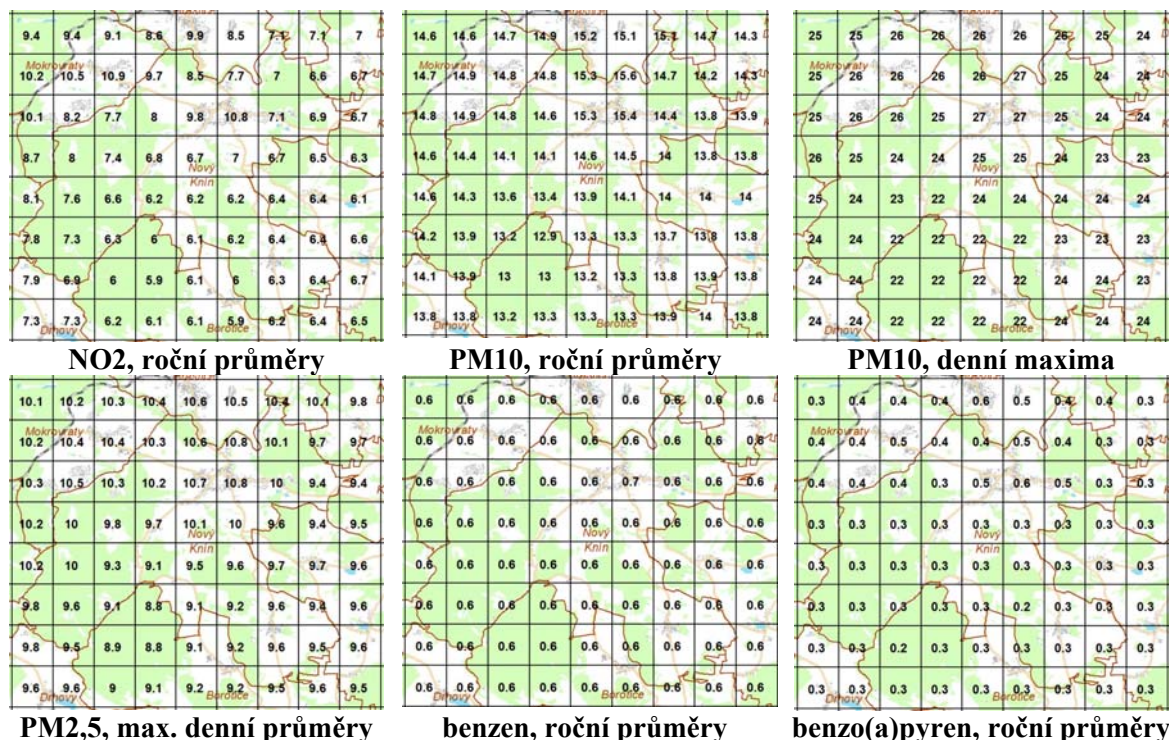 9.4 9.4 9.1 8.6 9.9 8.5 7.1 7.1 7
Mokrovraty
10.2 10.5 10.9 9.7 8.5 7.7 7 6.6 6.7
10.1 8.2 7.7 8 9.8 10.8 7.1 6.9 6.7
8.7 8 7.4 6.8 6.7 7 6.7 6.5 6.3
Nový
Knín
8.1 7.6 6.6 6.2 6.2 6.2 6.4 6.4 6.1
7.8 7.3 6.3 6 6.1 6.2 6.4 6.4 6.6
7.9 6.9 6 5.9 6.1 6 6.3 6.4 6.7
7.3 7.3 6.2 6.1 6.1 5.9 6.2 6.4 6.5
Drhovy Borotice
NO2, roční průměry
14.6 14.6 14.7 14.9 15.2 15.1 15.1 14.7 14.3
Mokrovraty
14.7 14.9 14.8 14.8 15.3 15.6 14.7 14.2 14.3
14.8 14.9 14.8 14.6 15.3 15.4 14.4 13.8 13.9
14.6 14.4 14.1 14.1 14.6 14.5 14 13.8 13.8
Nový
Knín
14.6 14.3 13.6 13.4 13.9 14.1 14 14 14
14.2 13.9 13.2 12.9 13.3 13.3 13.7 13.8 13.8
14.1 13.9 13 13 13.2 13.3 13.8 13.9 13.8
13.8 13.8 13.2 13.3 13.3 13.3 13.9 14 13.8
Drhovy Borotice
PM10, roční průměry
25 25 26 26 26 26 26 25 24
Mokrovraty
25 26 26 26 26 27 25 24 24
25 26 26 25 27 27 25 24 24
26 25 24 24 25 25 24 23 23
Nový
Knín
25 24 23 22 24 24 24 24 24
24 24 22 22 22 22 23 23 23
24 24 22 22 22 22 24 24 23
24 24 22 22 22 22 24 24 23
Drhovy Borotice
PM10, denní maxima
10.1 10.2 10.3 10.4 10.6 10.5 10.4 10.1 9.8
Mokrovraty
10.2 10.4 10.4 10.3 10.6 10.8 10.1 9.7 9.7
10.3 10.5 10.3 10.2 10.7 10.8 10 9.4 9.4
10.2 10 9.8 9.7 10.1 10 9.6 9.4 9.5
Nový
Knín
10.2 10 9.3 9.1 9.5 9.6 9.7 9.7 9.6
9.8 9.6 9.1 8.8 9.1 9.2 9.6 9.4 9.6
9.8 9.5 8.9 8.8 9.1 9.2 9.6 9.5 9.6
9.6 9.6 9 9.1 9.2 9.2 9.5 9.6 9.5
Drhovy Borotice
PM2,5, max. denní průměry
0.6 0.6 0.6 0.6 0.6 0.6 0.6 0.6 0.6
Mokrovraty
0.6 0.6 0.6 0.6 0.6 0.6 0.6 0.6 0.6
0.6 0.6 0.6 0.6 0.6 0.7 0.6 0.6 0.6
0.6 0.6 0.6 0.6 0.6 0.6 0.6 0.6 0.6
Nový
Knín
0.6 0.6 0.6 0.6 0.6 0.6 0.6 0.6 0.6
0.6 0.6 0.6 0.6 0.6 0.6 0.6 0.6 0.6
0.6 0.6 0.6 0.6 0.6 0.6 0.6 0.6 0.6
0.6 0.6 0.6 0.6 0.6 0.6 0.6 0.6 0.6
Drhovy Borotice
benzen, roční průměry
0.3 0.4 0.4 0.4 0.6 0.5 0.4 0.4 0.3
Mokrovraty
0.4 0.4 0.5 0.4 0.4 0.5 0.4 0.3 0.3
0.4 0.4 0.4 0.3 0.5 0.6 0.5 0.3 0.3
0.3 0.3 0.3 0.3 0.3 0.3 0.3 0.3 0.3
Nový
Knín
0.3 0.3 0.3 0.3 0.3 0.3 0.3 0.3 0.3
0.3 0.3 0.3 0.3 0.3 0.2 0.3 0.3 0.3
0.3 0.3 0.2 0.3 0.3 0.3 0.3 0.3 0.3
0.3 0.3 0.3 0.3 0.3 0.3 0.3 0.3 0.3
Drhovy Borotice
benzo(a)pyren, roční průměry